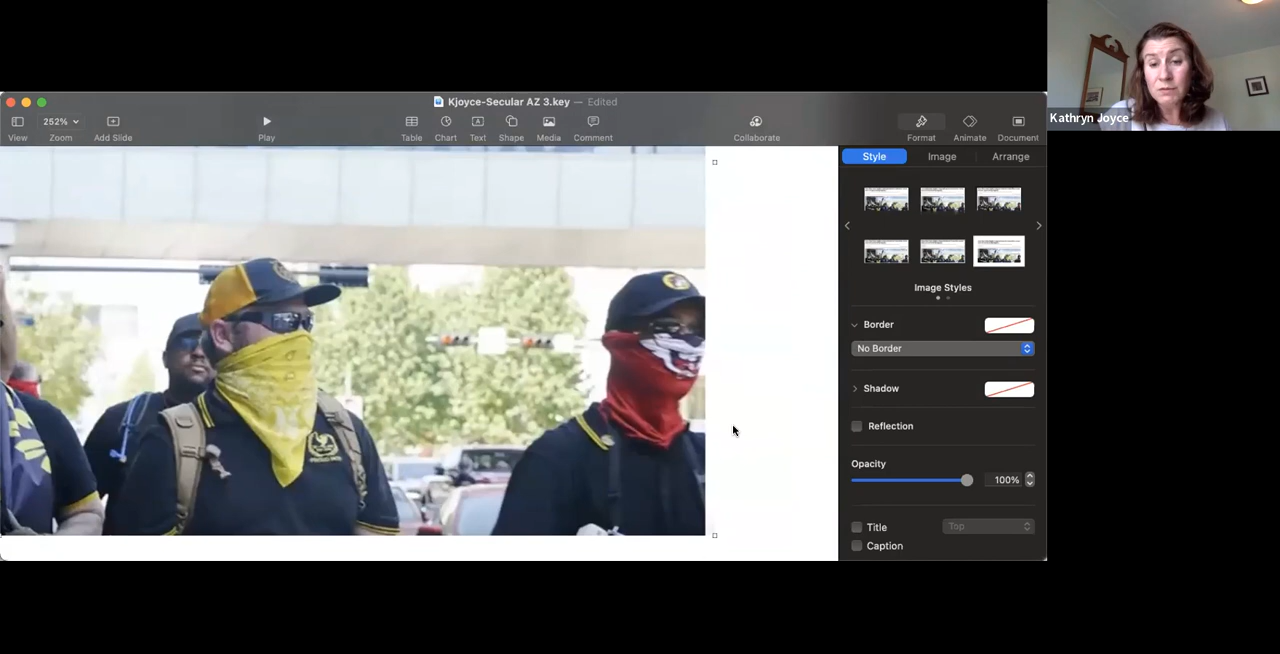 Kathryn Joyce
Kjoyce-Secular AZ 3.key — Edited
252%
View
Zoom
Add Slide
Play
Table
Chart
Text
Shape
Media
Comment
Collaborate
Format
Animate
Document
Style
Image
Arrange
Image Styles
Border
No Border
Shadow
Reflection
Opacity
100%
Title
Top
Caption